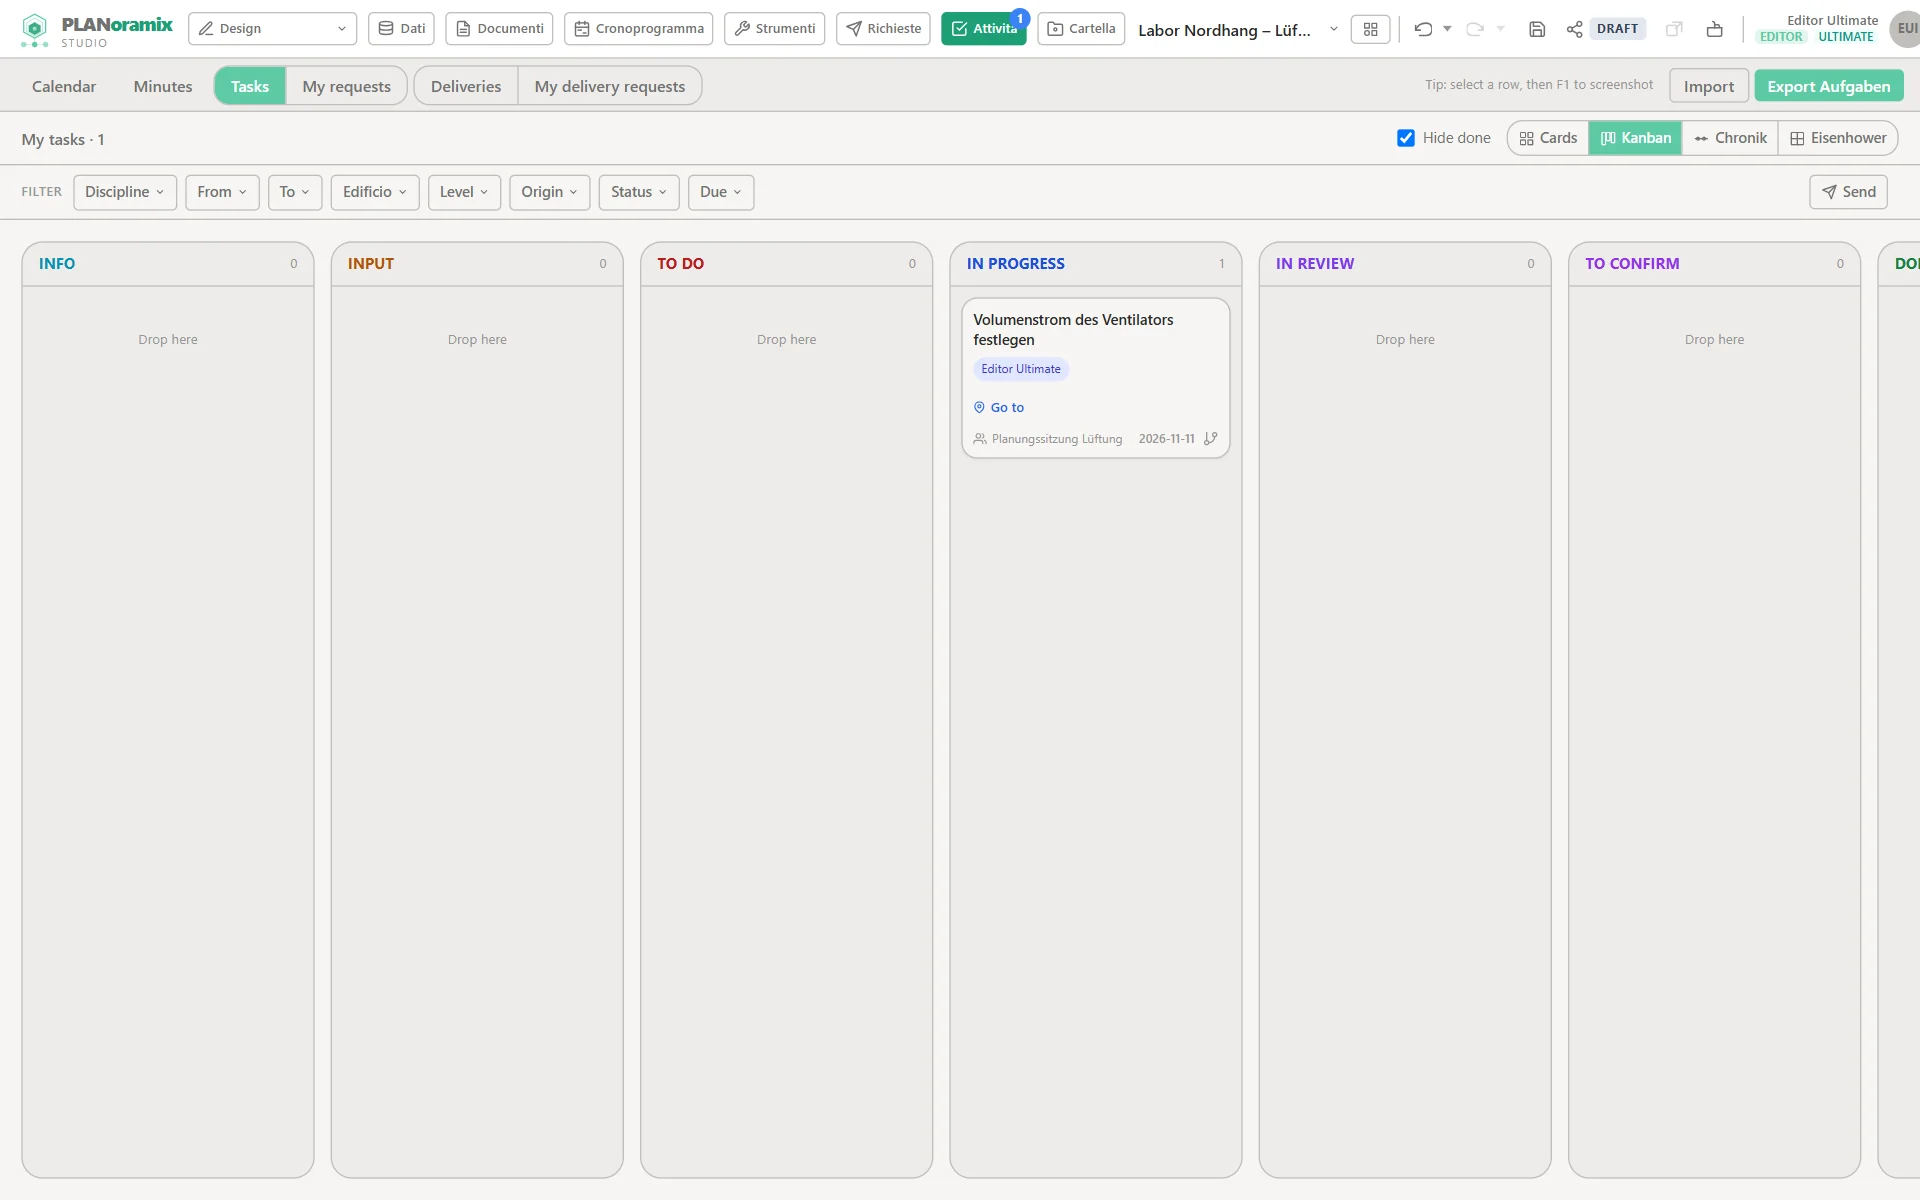 PLANoramix
STUDIO
Design
Dati
Documenti
Cronoprogramma
Strumenti
Richieste
Attività
1
Cartella
Labor Nordhang – Lüf...
DRAFT
Editor Ultimate
EDITOR ULTIMATE
EUI
Calendar
Minutes
Tasks
My requests
Deliveries
My delivery requests
Tip: select a row, then F1 to screenshot
Import
Export Aufgaben
My tasks · 1
Hide done
Cards
Kanban
Chronik
Eisenhower
FILTER
Discipline
From
To
Edificio
Level
Origin
Status
Due
Send
INFO 0
Drop here
INPUT 0
Drop here
TO DO 0
Drop here
IN PROGRESS 1
Volumenstrom des Ventilators
festlegen
Editor Ultimate
Go to
Planungssitzung Lüftung 2026-11-11
IN REVIEW 0
Drop here
TO CONFIRM 0
Drop here